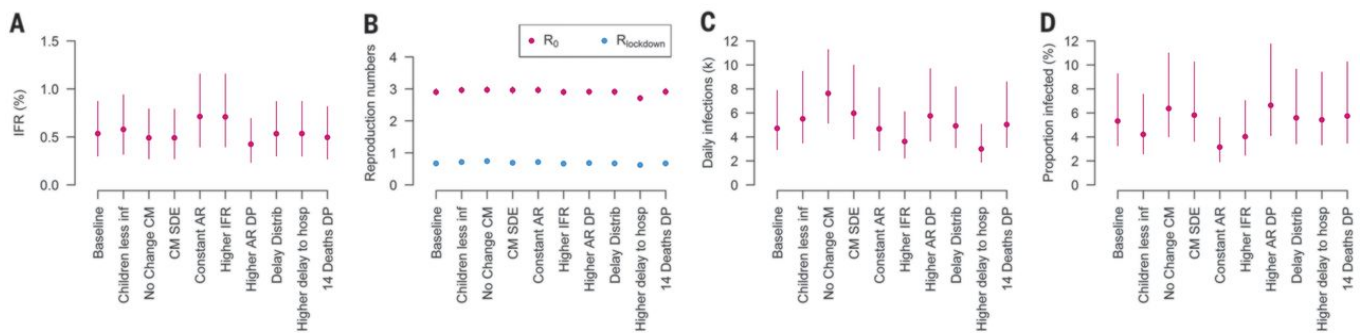 A
IFR (%)
1.5
1.0
0.5
0.0
Baseline
Children less inf
No Change CM
CM SDE
Constant AR
Higher IFR
Higher AR DP
Delay Distrib
Higher delay to hosp
14 Deaths DP
B
R0
Rlockdown
Reproduction numbers
4
3
2
1
0
Baseline
Children less inf
No Change CM
CM SDE
Constant AR
Higher IFR
Higher AR DP
Delay Distrib
Higher delay to hosp
14 Deaths DP
C
Daily infections (k)
12
10
8
6
4
2
0
Baseline
Children less inf
No Change CM
CM SDE
Constant AR
Higher IFR
Higher AR DP
Delay Distrib
Higher delay to hosp
14 Deaths DP
D
Proportion infected (%)
12
10
8
6
4
2
0
Baseline
Children less inf
No Change CM
CM SDE
Constant AR
Higher IFR
Higher AR DP
Delay Distrib
Higher delay to hosp
14 Deaths DP